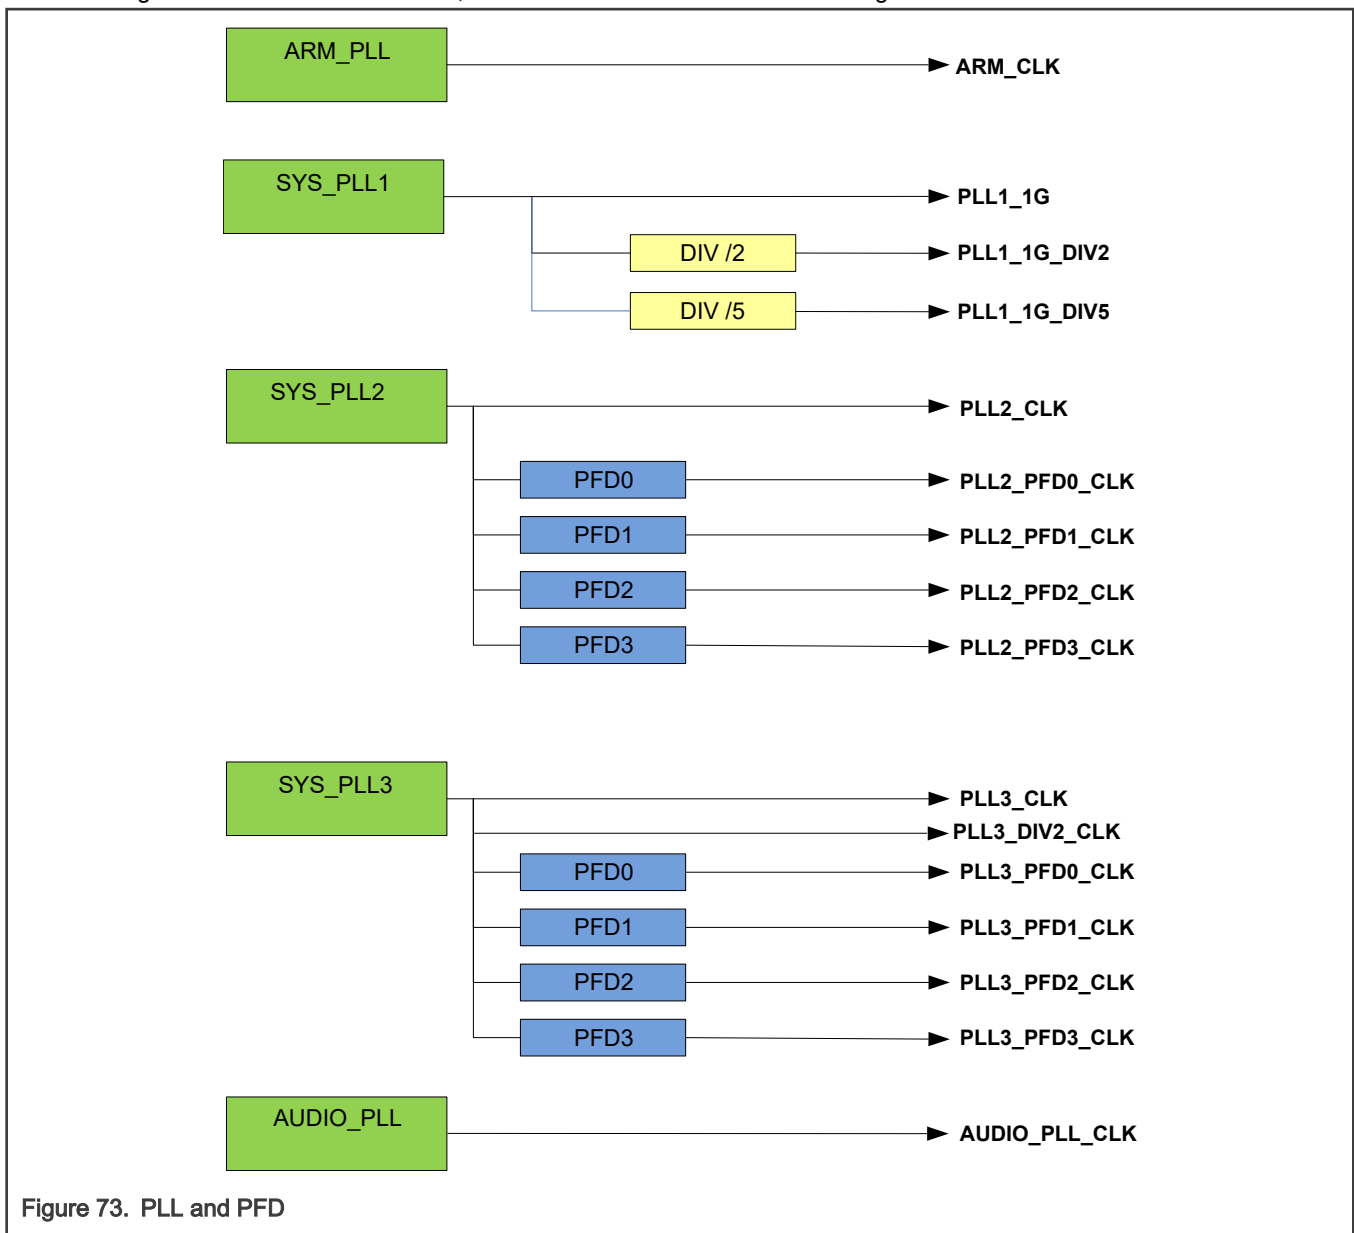 ARM_PLL
ARM_CLK
SYS_PLL1
PLL1_1G
DIV /2
PLL1_1G_DIV2
DIV /5
PLL1_1G_DIV5
SYS_PLL2
PLL2_CLK
PFD0
PLL2_PFD0_CLK
PFD1
PLL2_PFD1_CLK
PFD2
PLL2_PFD2_CLK
PFD3
PLL2_PFD3_CLK
SYS_PLL3
PLL3_CLK
PLL3_DIV2_CLK
PFD0
PLL3_PFD0_CLK
PFD1
PLL3_PFD1_CLK
PFD2
PLL3_PFD2_CLK
PFD3
PLL3_PFD3_CLK
AUDIO_PLL
AUDIO_PLL_CLK
Figure 73. PLL and PFD